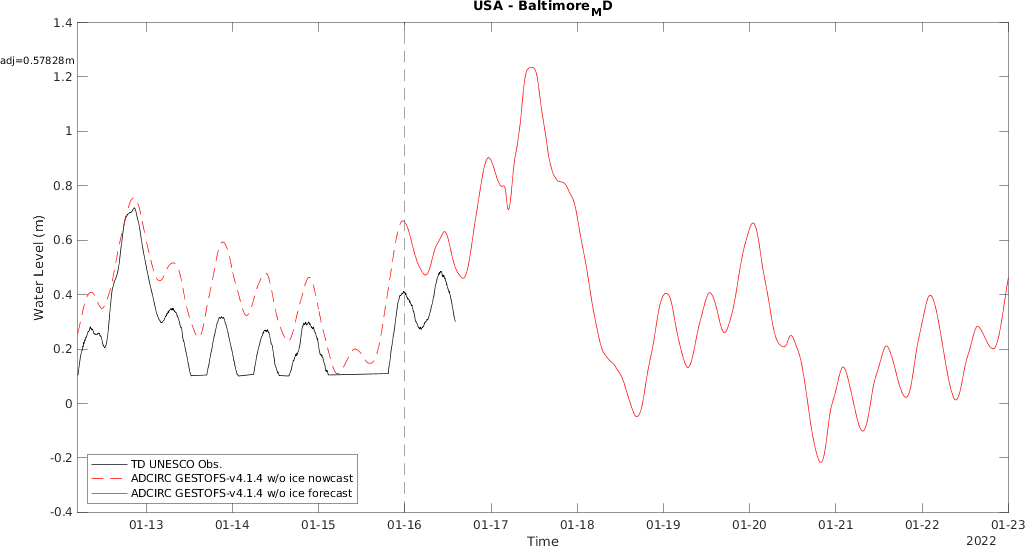 USA - Baltimore_MD
1.4
adj=0.57828m
1.2
1
0.8
0.6
0.4
0.2
0
-0.2
-0.4
Water Level (m)
TD UNESCO Obs.
ADCIRC GESTOFS-v4.1.4 w/o ice nowcast
ADCIRC GESTOFS-v4.1.4 w/o ice forecast
01-13 01-14 01-15 01-16 01-17 01-18 01-19 01-20 01-21 01-22 01-23
Time
2022